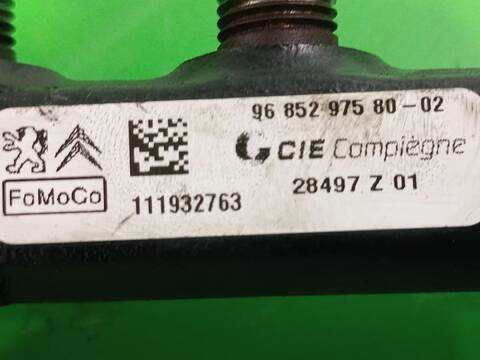 96 852 975 80-02
CIE Compiègne
28497 Z 01
FoMoCo
111932763